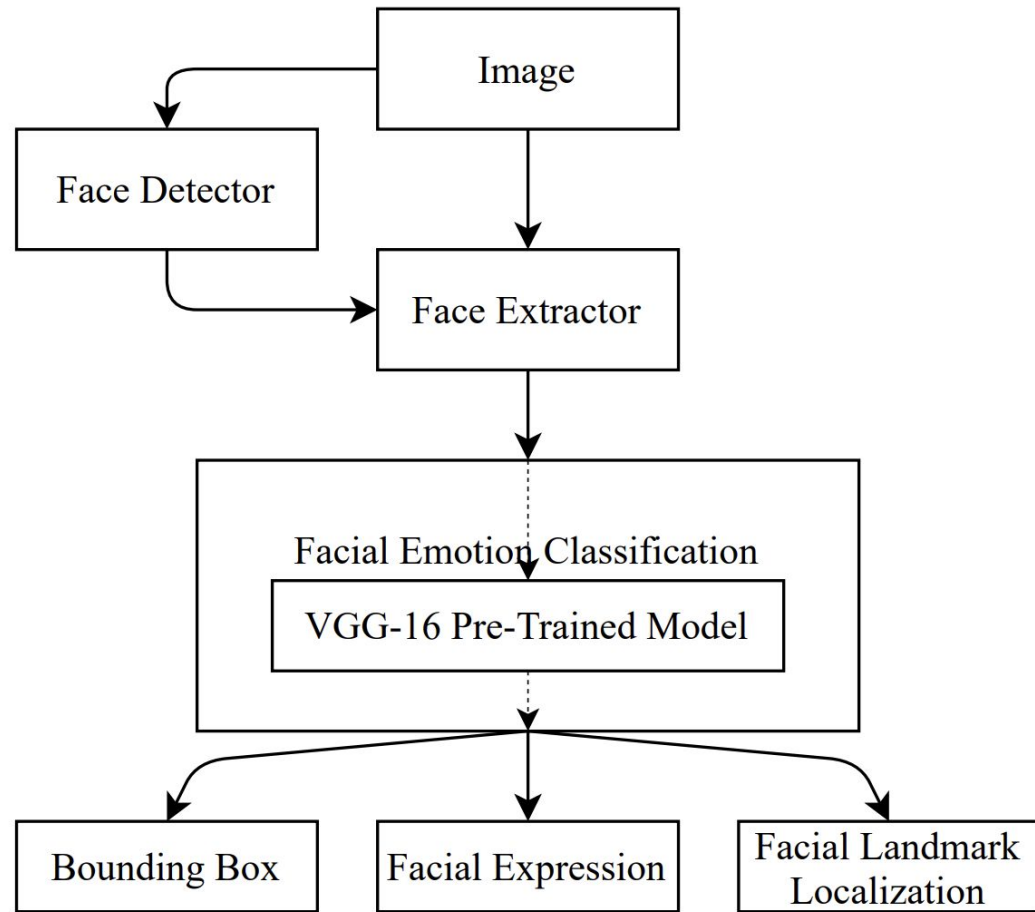 Image
Face Detector
Face Extractor
Facial Emotion Classification
VGG-16 Pre-Trained Model
Bounding Box
Facial Expression
Facial Landmark
Localization